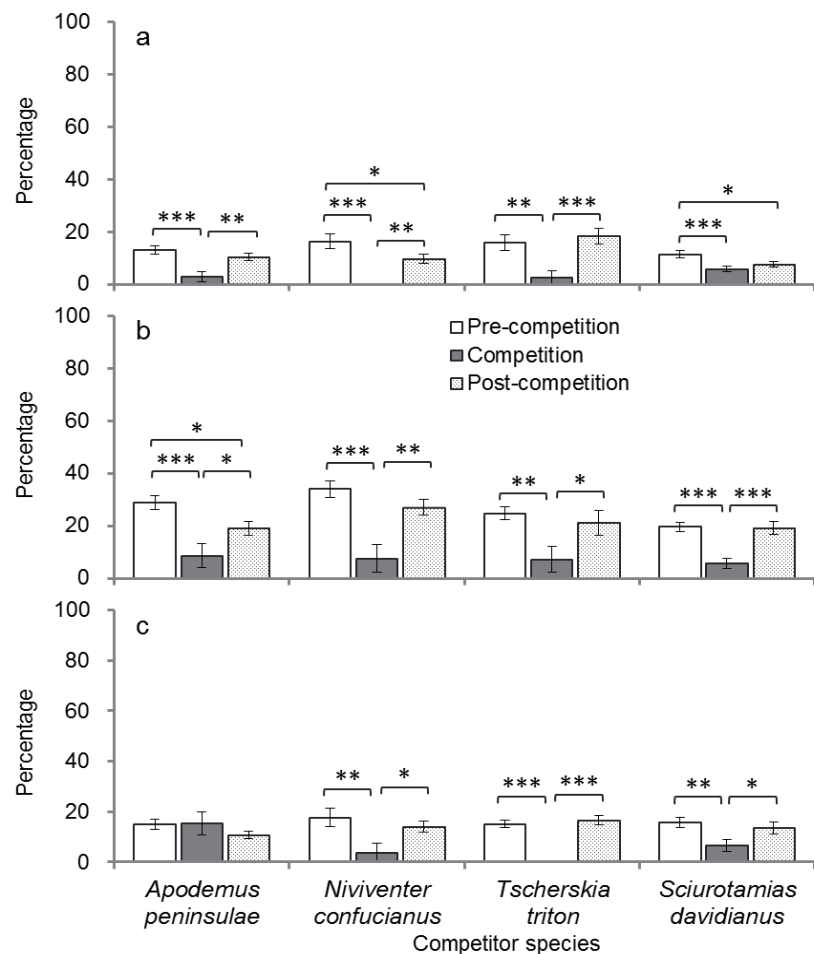 a
100
80
60
40
20
0
Percentage
*
*
*** ** *** ** ** *** ***
b
Pre-competition
Competition
Post-competition
100
80
60
40
20
0
Percentage
*
*** * *** ** ** * *** ***
c
100
80
60
40
20
0
Percentage
** * *** *** ** *
Apodemus peninsulae
Niviventer confucianus
Tscherskia triton
Sciurotamias davidianus
Competitor species